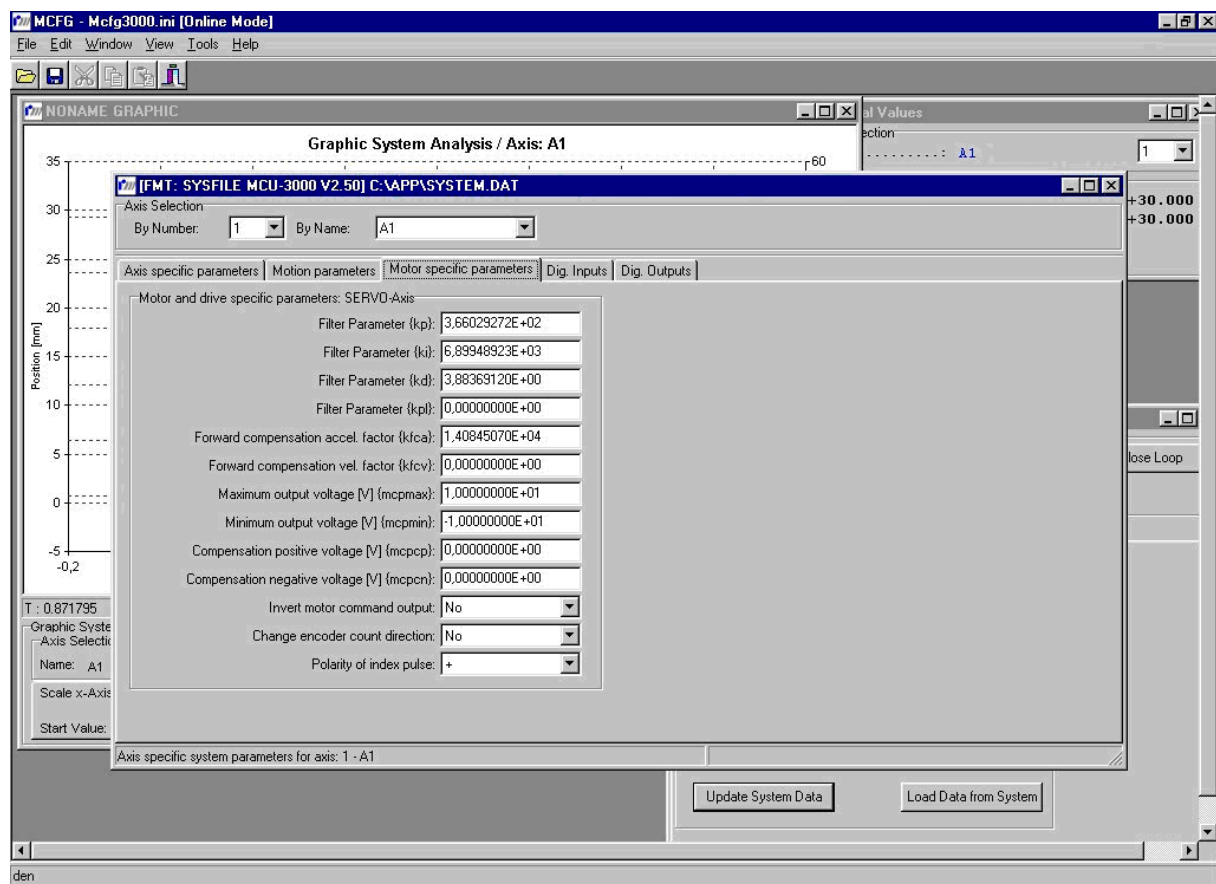 MCFG - Mcfg3000.ini [Online Mode]
File Edit Window View Tools Help
NONAME GRAPHIC
al Values
Graphic System Analysis / Axis: A1
ection
.........: A1
1
35
60
[FMT: SYSFILE MCU-3000 V2.50] C:\APP\SYSTEM.DAT
Axis Selection
By Number: 1 By Name: A1
+30.000
+30.000
30
25
20
15
10
5
0
-5
-0,2
Position [mm]
Axis specific parameters Motion parameters Motor specific parameters Dig. Inputs Dig. Outputs
Motor and drive specific parameters: SERVO-Axis
Filter Parameter {kp}: 3,66029272E+02
Filter Parameter {ki}: 6,89948923E+03
Filter Parameter {kd}: 3,88369120E+00
Filter Parameter {kpl}: 0,00000000E+00
Forward compensation accel. factor {kfca}: 1,40845070E+04
Forward compensation vel. factor {kfcv}: 0,00000000E+00
Maximum output voltage [V] {mcpmax}: 1,00000000E+01
Minimum output voltage [V] {mcpmin}: -1,00000000E+01
Compensation positive voltage [V] {mcpcp}: 0,00000000E+00
Compensation negative voltage [V] {mcpcn}: 0,00000000E+00
Invert motor command output: No
Change encoder count direction: No
Polarity of index pulse: +
lose Loop
T : 0.871795
Graphic Syste
Axis Selectio
Name: A1
Scale x-Axis
Start Value:
Axis specific system parameters for axis: 1 - A1
Update System Data Load Data from System
den